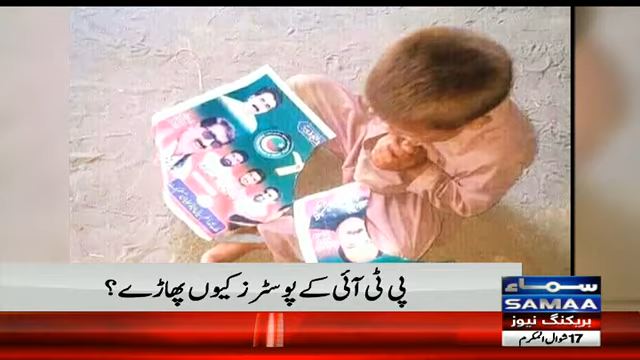 پی ٹی آئی کے پوسٹرز کیوں پھاڑے؟
سماء
SAMAA
بریکنگ نیوز
17 شوال المکرم